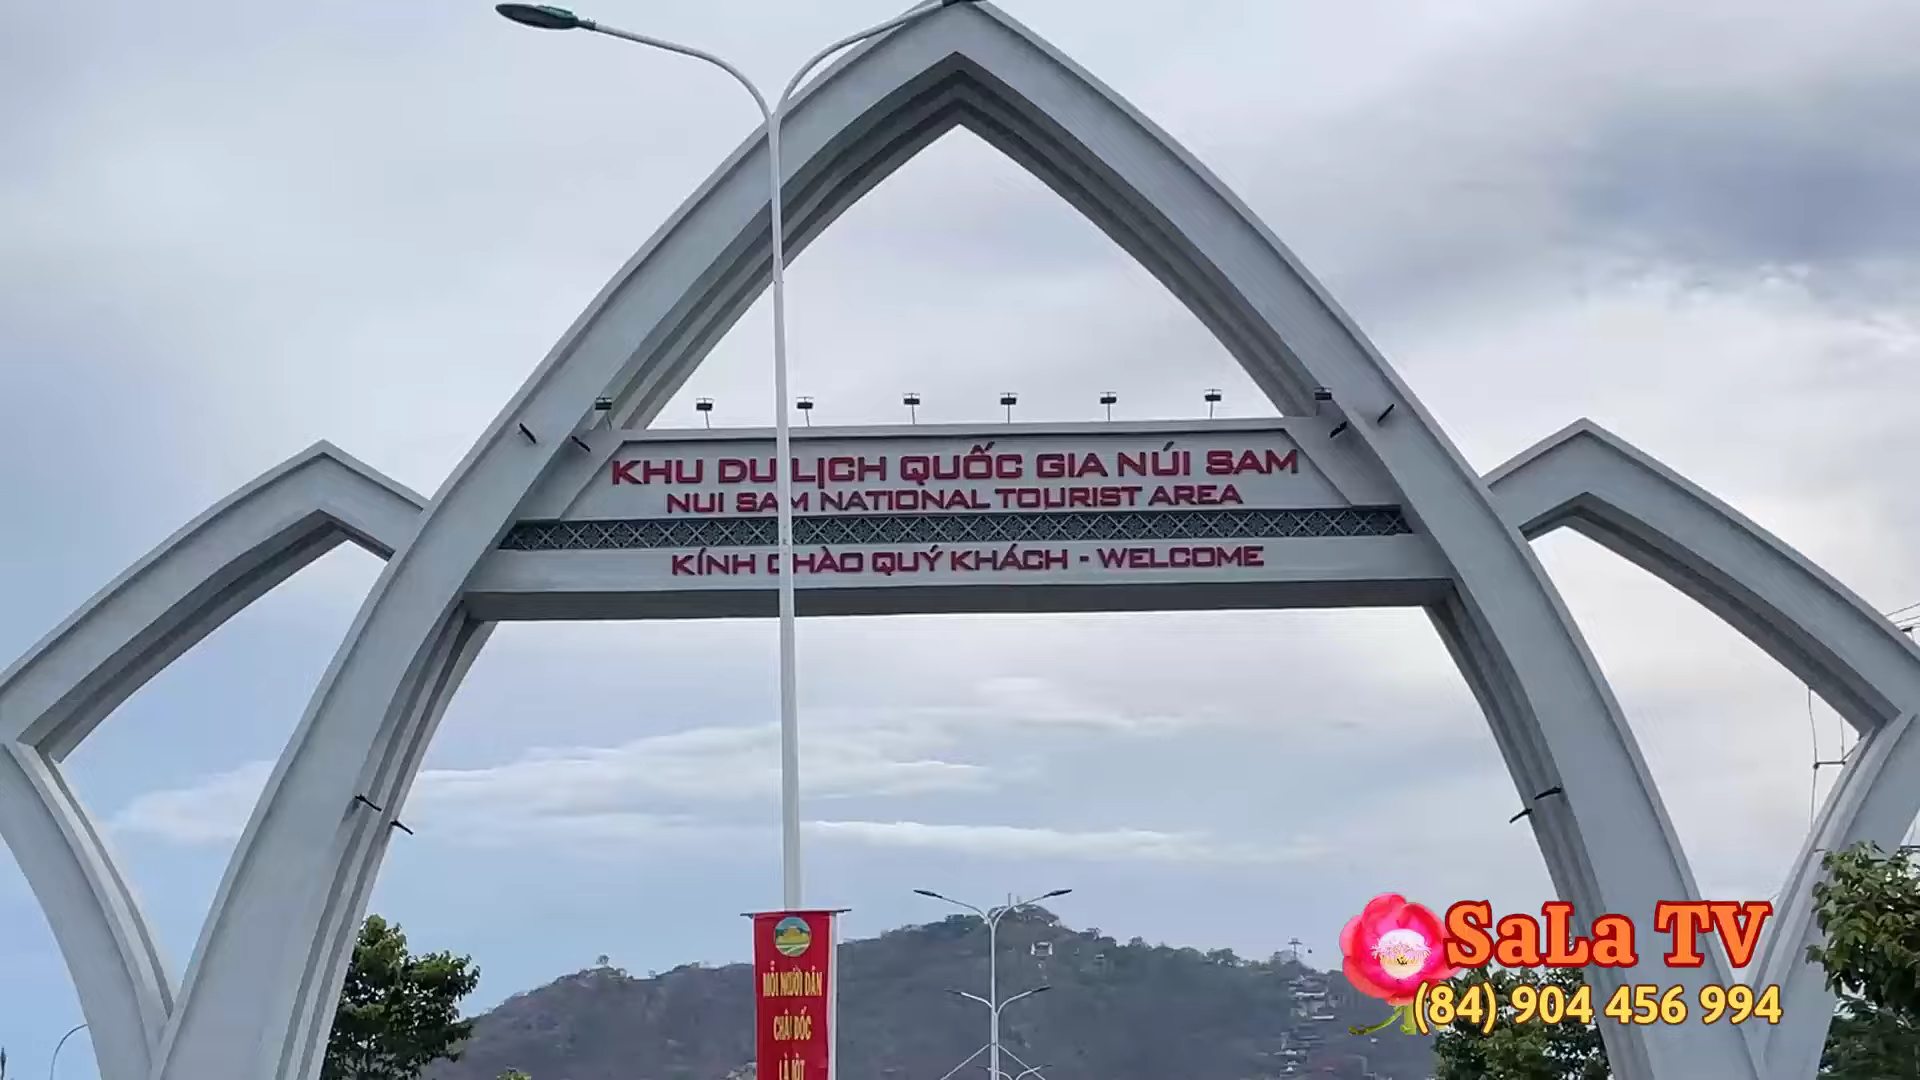 KHU DU LỊCH QUỐC GIA NÚI SAM
NUI SAM NATIONAL TOURIST AREA
KÍNH CHÀO QUÝ KHÁCH - WELCOME
MỖI NGƯỜI DÂN
CHÂU ĐỐC
LÀ MỘT
SaLa TV
(84) 904 456 994